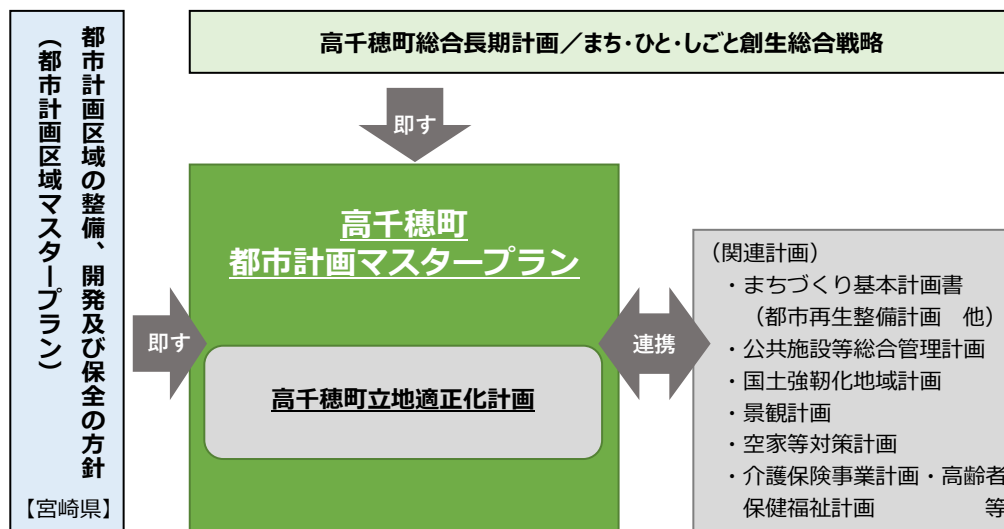 都市計画区域の整備、開発及び保全の方針
（都市計画区域マスタープラン）
【宮崎県】
高千穂町総合長期計画／まち・ひと・しごと創生総合戦略
即す
高千穂町
都市計画マスタープラン
即す
高千穂町立地適正化計画
連携
（関連計画）
・まちづくり基本計画書
（都市再生整備計画　他）
・公共施設等総合管理計画
・国土強靭化地域計画
・景観計画
・空家等対策計画
・介護保険事業計画・高齢者
保健福祉計画　　　　　等